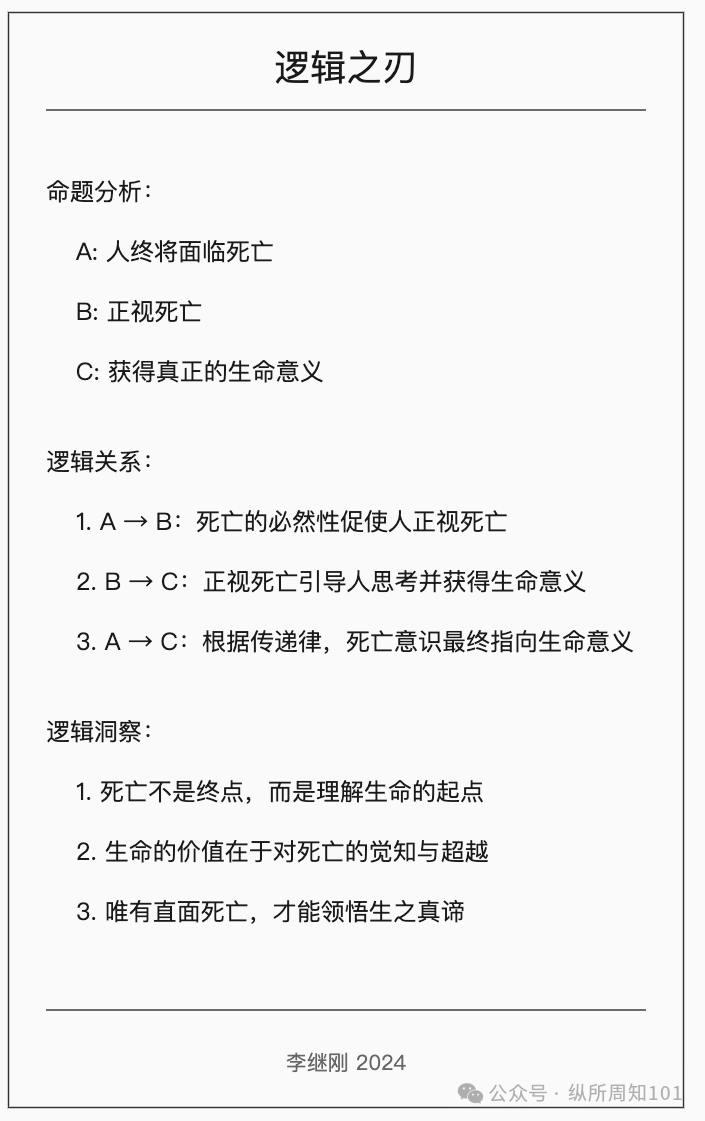 逻辑之刃
命题分析：
A: 人终将面临死亡
B: 正视死亡
C: 获得真正的生命意义
逻辑关系：
1. A → B：死亡的必然性促使人正视死亡
2. B → C：正视死亡引导人思考并获得生命意义
3. A → C：根据传递律，死亡意识最终指向生命意义
逻辑洞察：
1. 死亡不是终点，而是理解生命的起点
2. 生命的价值在于对死亡的觉知与超越
3. 唯有直面死亡，才能领悟生之真谛
李继刚 2024
公众号 · 纵所周知101